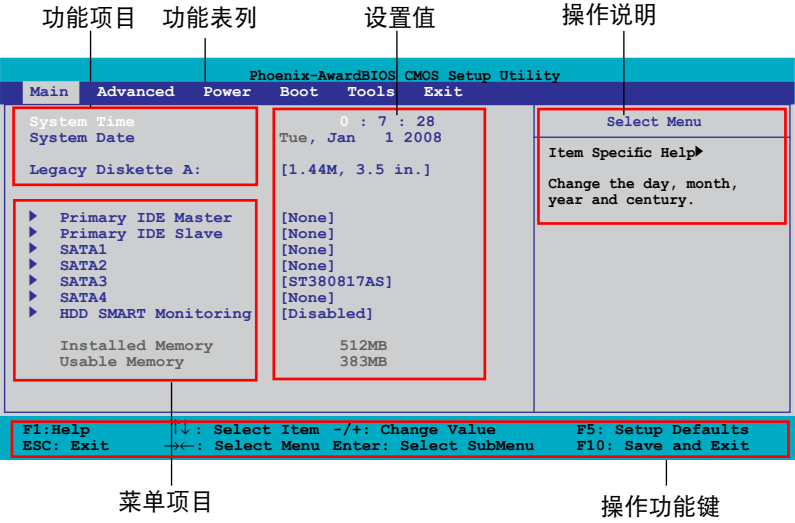 功能项目 功能表列 设置值 操作说明
Phoenix-AwardBIOS CMOS Setup Utility
Main Advanced Power Boot Tools Exit
System Time 0 : 7 : 28
System Date Tue, Jan 1 2008
Legacy Diskette A: [1.44M, 3.5 in.]
Select Menu
Item Specific Help▶
Change the day, month,
year and century.
▶ Primary IDE Master [None]
▶ Primary IDE Slave [None]
▶ SATA1 [None]
▶ SATA2 [None]
▶ SATA3 [ST380817AS]
▶ SATA4 [None]
▶ HDD SMART Monitoring [Disabled]
Installed Memory 512MB
Usable Memory 383MB
F1:Help ↑↓: Select Item -/+: Change Value F5: Setup Defaults
ESC: Exit →←: Select Menu Enter: Select SubMenu F10: Save and Exit
菜单项目 操作功能键